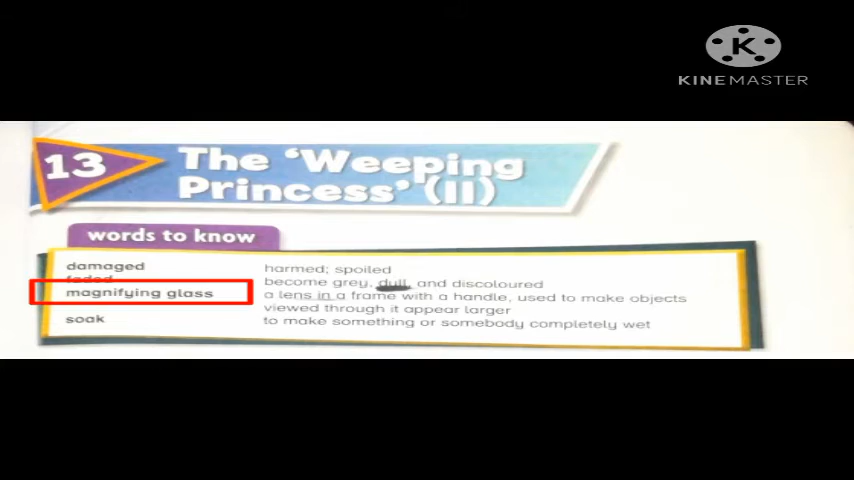 K
KINEMASTER
13
The ‘Weeping
Princess’ (II)
words to know
damaged harmed; spoiled
faded become grey, dull, and discoloured
magnifying glass a lens in a frame with a handle, used to make objects
viewed through it appear larger
soak to make something or somebody completely wet